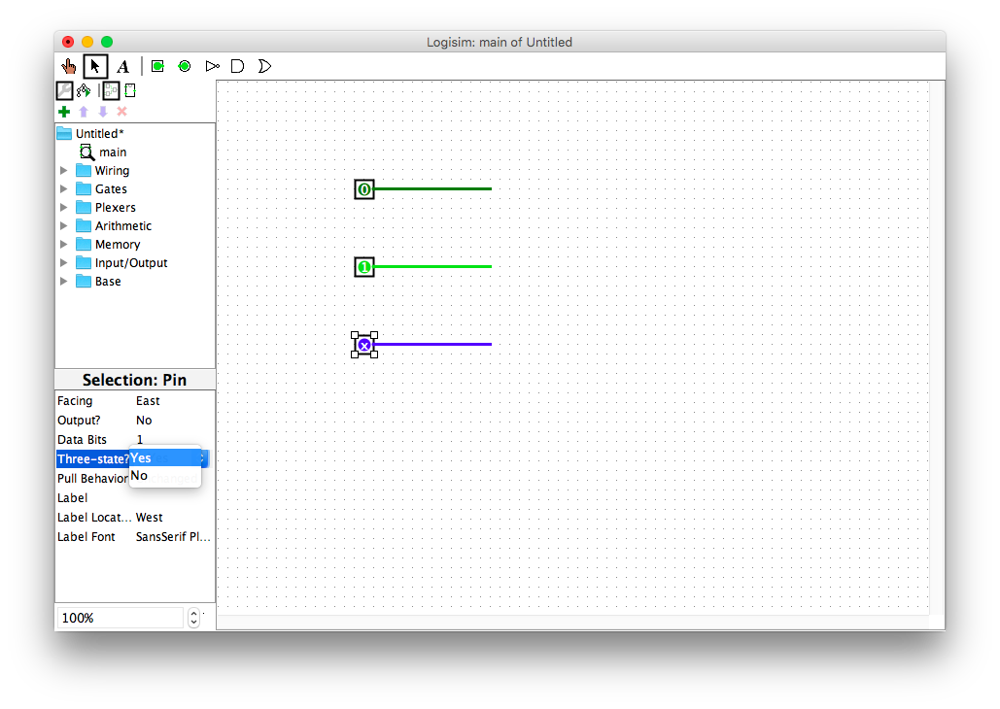 Logisim: main of Untitled
A
Untitled*
main
Wiring
Gates
Plexers
Arithmetic
Memory
Input/Output
Base
0
1
x
Selection: Pin
Facing East
Output? No
Data Bits 1
Three-state? Yes
No
Pull Behavior
Label
Label Locat... West
Label Font SansSerif Pl...
100%